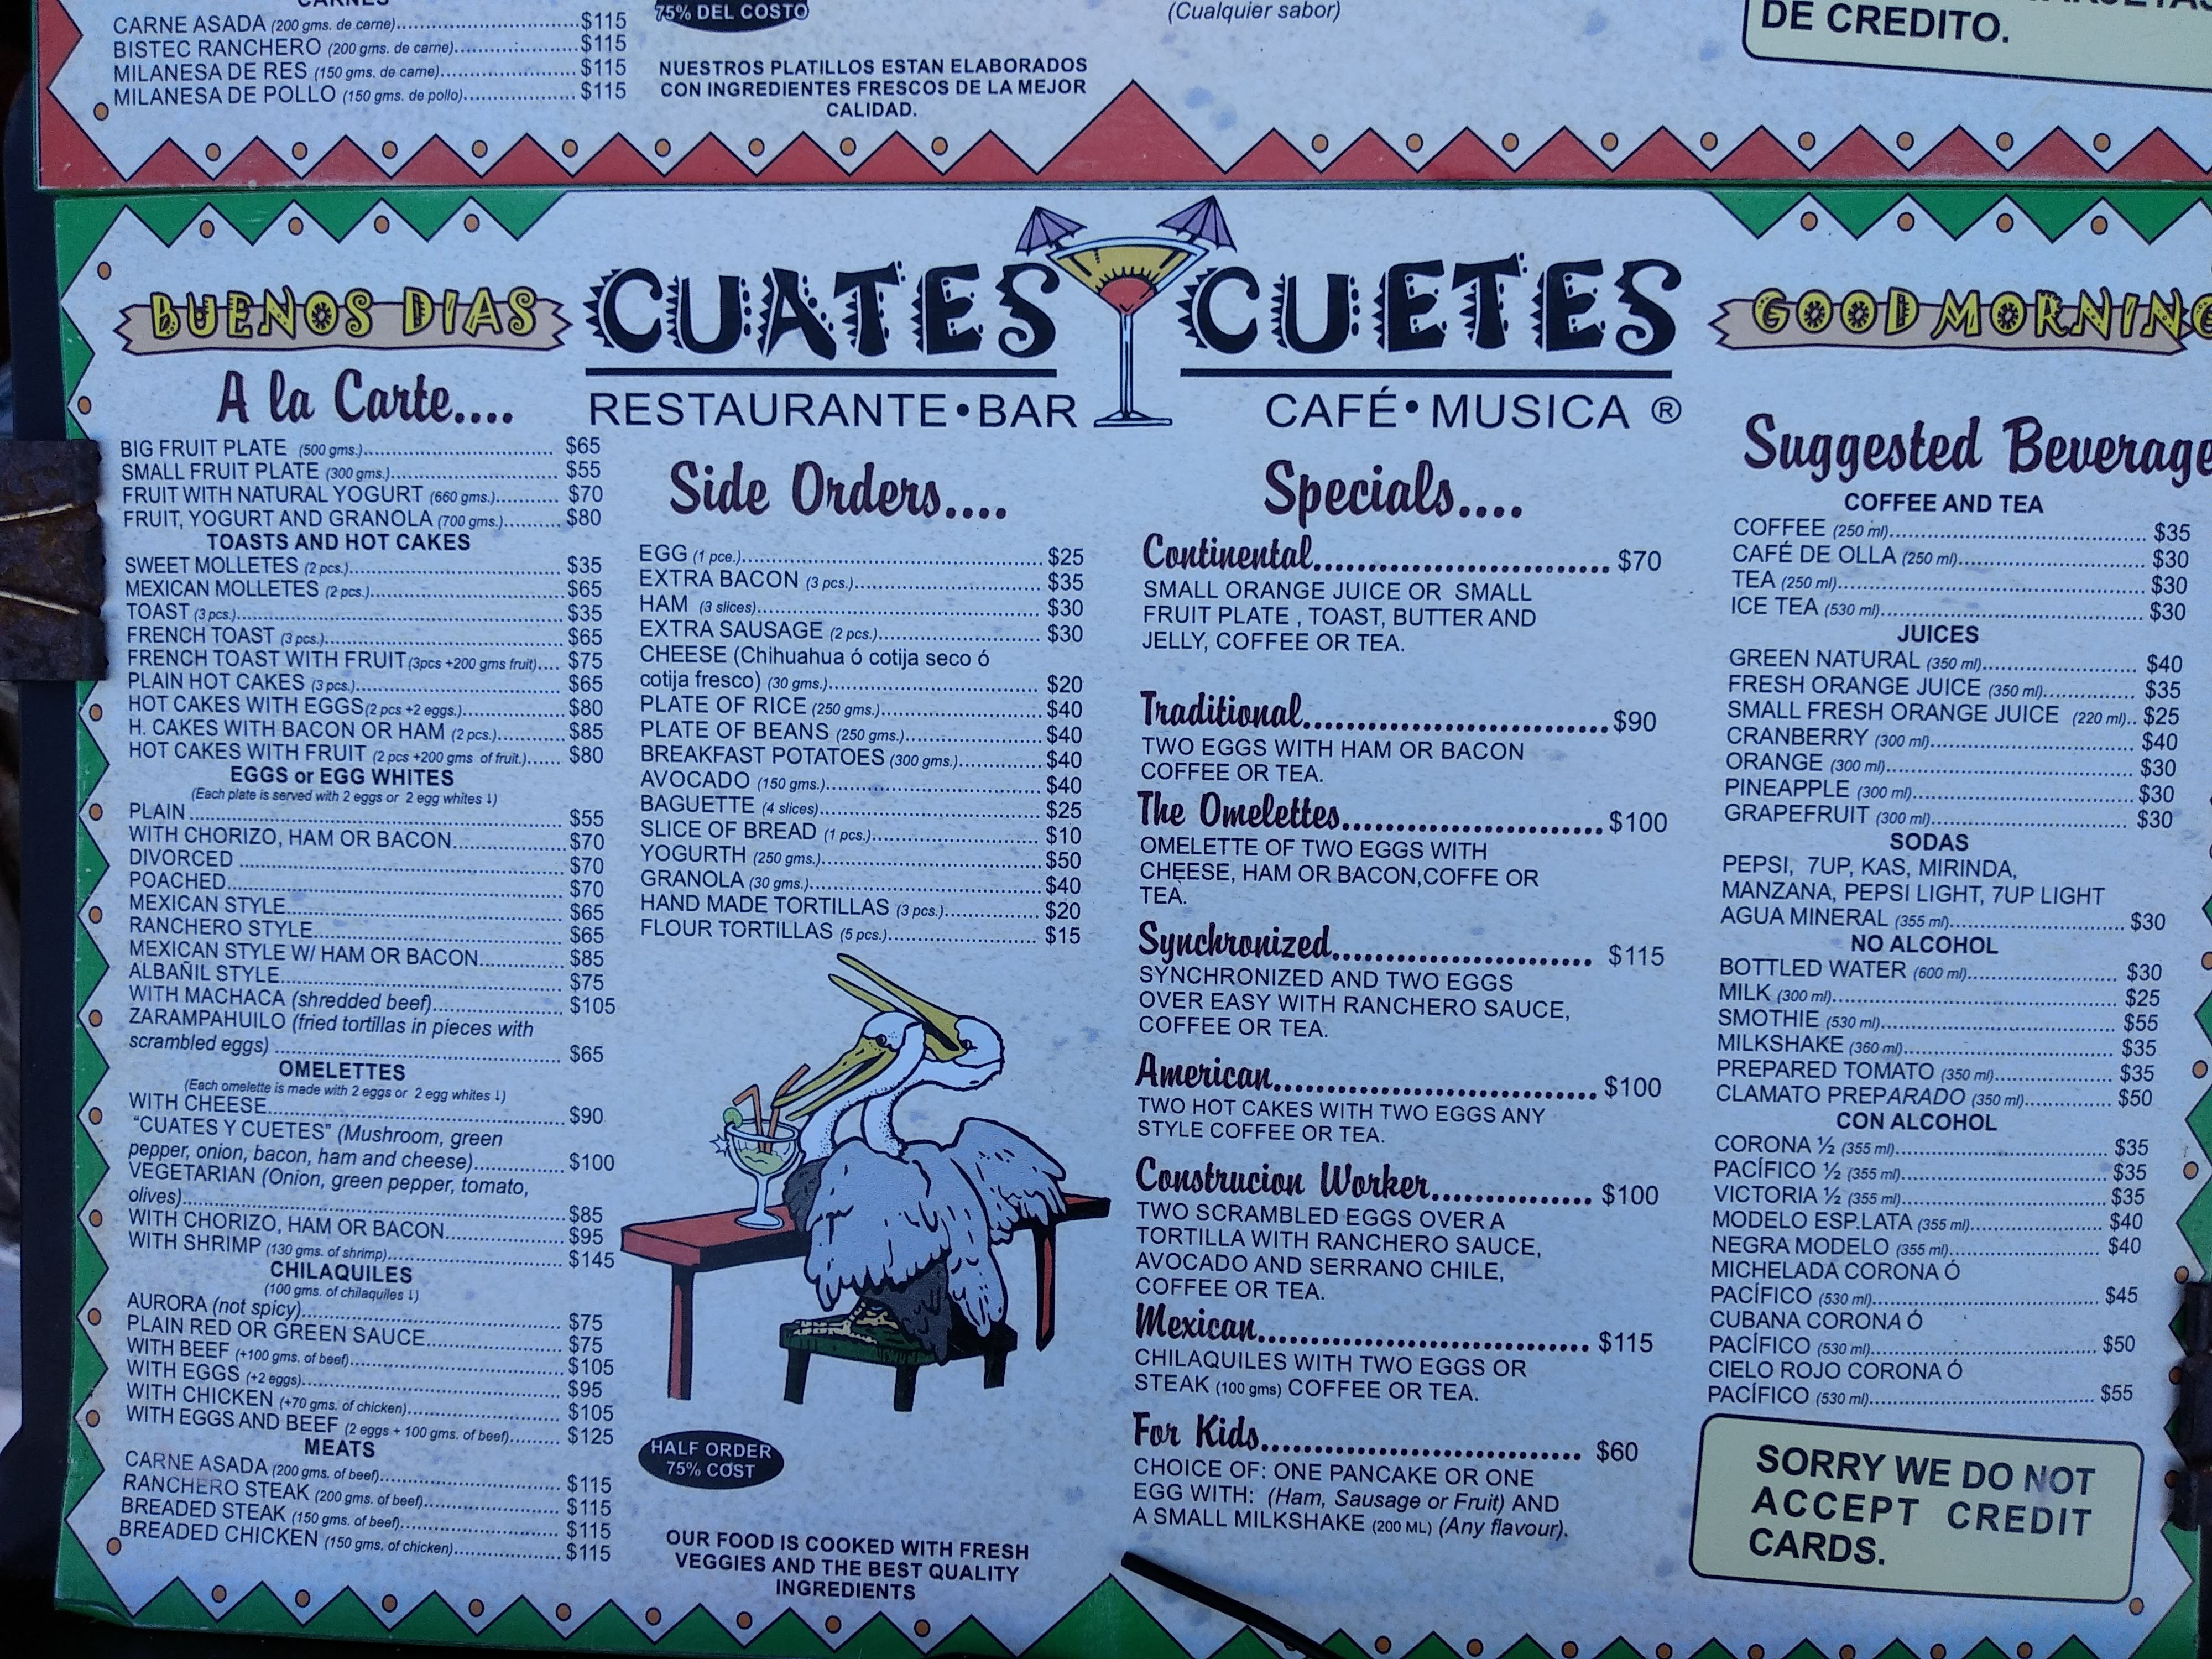 CARNE ASADA (200 gms. de carne)..............................$115
BISTEC RANCHERO (200 gms. de carne)....................$115
MILANESA DE RES (150 gms. de carne)......................$115
MILANESA DE POLLO (150 gms. de pollo)..................$115
75% DEL COSTO
NUESTROS PLATILLOS ESTAN ELABORADOS
CON INGREDIENTES FRESCOS DE LA MEJOR
CALIDAD.
(Cualquier sabor)
DE CREDITO.
BUENOS DIAS
CUATES CUETES
RESTAURANTE•BAR CAFÉ•MUSICA ®
A la Carte....
BIG FRUIT PLATE (500 gms.)................................ $65
SMALL FRUIT PLATE (300 gms.)............................ $55
FRUIT WITH NATURAL YOGURT (660 gms.).......... $70
FRUIT, YOGURT AND GRANOLA (700 gms.).......... $80
TOASTS AND HOT CAKES
SWEET MOLLETES (2 pcs.)................................... $35
MEXICAN MOLLETES (2 pcs.)............................... $65
TOAST (3 pcs.)..................................................... $35
FRENCH TOAST (3 pcs.)....................................... $65
FRENCH TOAST WITH FRUIT(3pcs +200 gms fruit).... $75
PLAIN HOT CAKES (3 pcs.)................................... $65
HOT CAKES WITH EGGS(2 pcs +2 eggs.)................. $80
H. CAKES WITH BACON OR HAM (2 pcs.)............. $85
HOT CAKES WITH FRUIT (2 pcs +200 gms of fruit.)...... $80
EGGS or EGG WHITES
(Each plate is served with 2 eggs or 2 egg whites ↓)
PLAIN ............................................................... $55
WITH CHORIZO, HAM OR BACON.................. $70
DIVORCED ....................................................... $70
POACHED......................................................... $70
MEXICAN STYLE.............................................. $65
RANCHERO STYLE.......................................... $65
MEXICAN STYLE W/ HAM OR BACON............. $85
ALBAÑIL STYLE................................................ $75
WITH MACHACA (shredded beef)...................... $105
ZARAMPAHUILO (fried tortillas in pieces with
scrambled eggs) ............................................. $65
OMELETTES
(Each omelette is made with 2 eggs or 2 egg whites ↓)
WITH CHEESE.................................................. $90
“CUATES Y CUETES” (Mushroom, green
pepper, onion, bacon, ham and cheese).............. $100
VEGETARIAN (Onion, green pepper, tomato,
olives)............................................................... $85
WITH CHORIZO, HAM OR BACON.................... $95
WITH SHRIMP (130 gms. of shrimp)........................... $145
CHILAQUILES
(100 gms. of chilaquiles ↓)
AURORA (not spicy)........................................... $75
PLAIN RED OR GREEN SAUCE........................ $75
WITH BEEF (+100 gms. of beef)................................. $105
WITH EGGS (+2 eggs)........................................... $95
WITH CHICKEN (+70 gms. of chicken)......................... $105
WITH EGGS AND BEEF (2 eggs + 100 gms. of beef)......... $125
MEATS
CARNE ASADA (200 gms. of beef)............................. $115
RANCHERO STEAK (200 gms. of beef)...................... $115
BREADED STEAK (150 gms. of beef)......................... $115
BREADED CHICKEN (150 gms. of chicken).................. $115
Side Orders....
EGG (1 pce.)...................................................... $25
EXTRA BACON (3 pcs.)..................................... $35
HAM (3 slices)................................................... $30
EXTRA SAUSAGE (2 pcs.)................................ $30
CHEESE (Chihuahua ó cotija seco ó
cotija fresco) (30 gms.)........................................ $20
PLATE OF RICE (250 gms.)................................ $40
PLATE OF BEANS (250 gms.)............................. $40
BREAKFAST POTATOES (300 gms.).................. $40
AVOCADO (150 gms.)........................................ $40
BAGUETTE (4 slices).......................................... $25
SLICE OF BREAD (1 pcs.).................................. $10
YOGURTH (250 gms.)......................................... $50
GRANOLA (30 gms.)........................................... $40
HAND MADE TORTILLAS (3 pcs.)................... $20
FLOUR TORTILLAS (5 pcs.)............................. $15
HALF ORDER
75% COST
OUR FOOD IS COOKED WITH FRESH
VEGGIES AND THE BEST QUALITY
INGREDIENTS
Specials....
Continental................................ $70
SMALL ORANGE JUICE OR SMALL
FRUIT PLATE , TOAST, BUTTER AND
JELLY, COFFEE OR TEA.
Traditional.................................$90
TWO EGGS WITH HAM OR BACON
COFFEE OR TEA.
The Omelettes............................$100
OMELETTE OF TWO EGGS WITH
CHEESE, HAM OR BACON,COFFE OR
TEA.
Synchronized............................ $115
SYNCHRONIZED AND TWO EGGS
OVER EASY WITH RANCHERO SAUCE,
COFFEE OR TEA.
American................................... $100
TWO HOT CAKES WITH TWO EGGS ANY
STYLE COFFEE OR TEA.
Construcion Worker................ $100
TWO SCRAMBLED EGGS OVER A
TORTILLA WITH RANCHERO SAUCE,
AVOCADO AND SERRANO CHILE,
COFFEE OR TEA.
Mexican.................................... $115
CHILAQUILES WITH TWO EGGS OR
STEAK (100 gms) COFFEE OR TEA.
For Kids................................... $60
CHOICE OF: ONE PANCAKE OR ONE
EGG WITH: (Ham, Sausage or Fruit) AND
A SMALL MILKSHAKE (200 ML) (Any flavour).
GOOD MORNING
Suggested Beverage
COFFEE AND TEA
COFFEE (250 ml)............................................... $35
CAFÉ DE OLLA (250 ml).................................... $30
TEA (250 ml)...................................................... $30
ICE TEA (530 ml)............................................... $30
JUICES
GREEN NATURAL (350 ml)........................... $40
FRESH ORANGE JUICE (350 ml)............... $35
SMALL FRESH ORANGE JUICE (220 ml).. $25
CRANBERRY (300 ml).................................. $40
ORANGE (300 ml)......................................... $30
PINEAPPLE (300 ml)..................................... $30
GRAPEFRUIT (300 ml).................................. $30
SODAS
PEPSI, 7UP, KAS, MIRINDA,
MANZANA, PEPSI LIGHT, 7UP LIGHT
AGUA MINERAL (355 ml)............................. $30
NO ALCOHOL
BOTTLED WATER (600 ml).......................... $30
MILK (300 ml)................................................ $25
SMOTHIE (530 ml)........................................ $55
MILKSHAKE (360 ml).................................... $35
PREPARED TOMATO (350 ml)................... $35
CLAMATO PREPARADO (350 ml).............. $50
CON ALCOHOL
CORONA ½ (355 ml).................................... $35
PACÍFICO ½ (355 ml)................................... $35
VICTORIA ½ (355 ml)................................... $35
MODELO ESP.LATA (355 ml)...................... $40
NEGRA MODELO (355 ml).......................... $40
MICHELADA CORONA Ó
PACÍFICO (530 ml)........................................ $45
CUBANA CORONA Ó
PACÍFICO (530 ml)........................................ $50
CIELO ROJO CORONA Ó
PACÍFICO (530 ml)........................................ $55
SORRY WE DO NOT
ACCEPT CREDIT
CARDS.